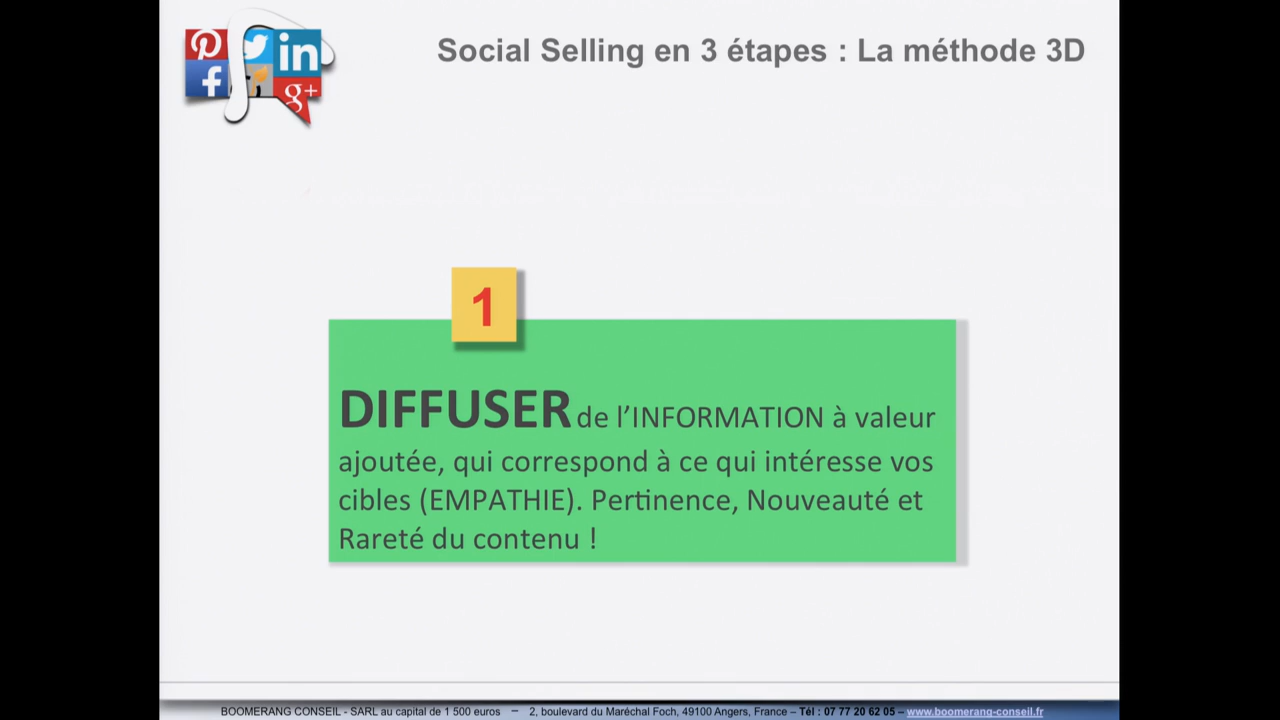 Social Selling en 3 étapes : La méthode 3D
in
f
g+
1
DIFFUSER de l’INFORMATION à valeur
ajoutée, qui correspond à ce qui intéresse vos
cibles (EMPATHIE). Pertinence, Nouveauté et
Rareté du contenu !
BOOMERANG CONSEIL - SARL au capital de 1 500 euros – 2, boulevard du Maréchal Foch, 49100 Angers, France – Tél : 07 77 20 62 05 – www.boomerang-conseil.fr